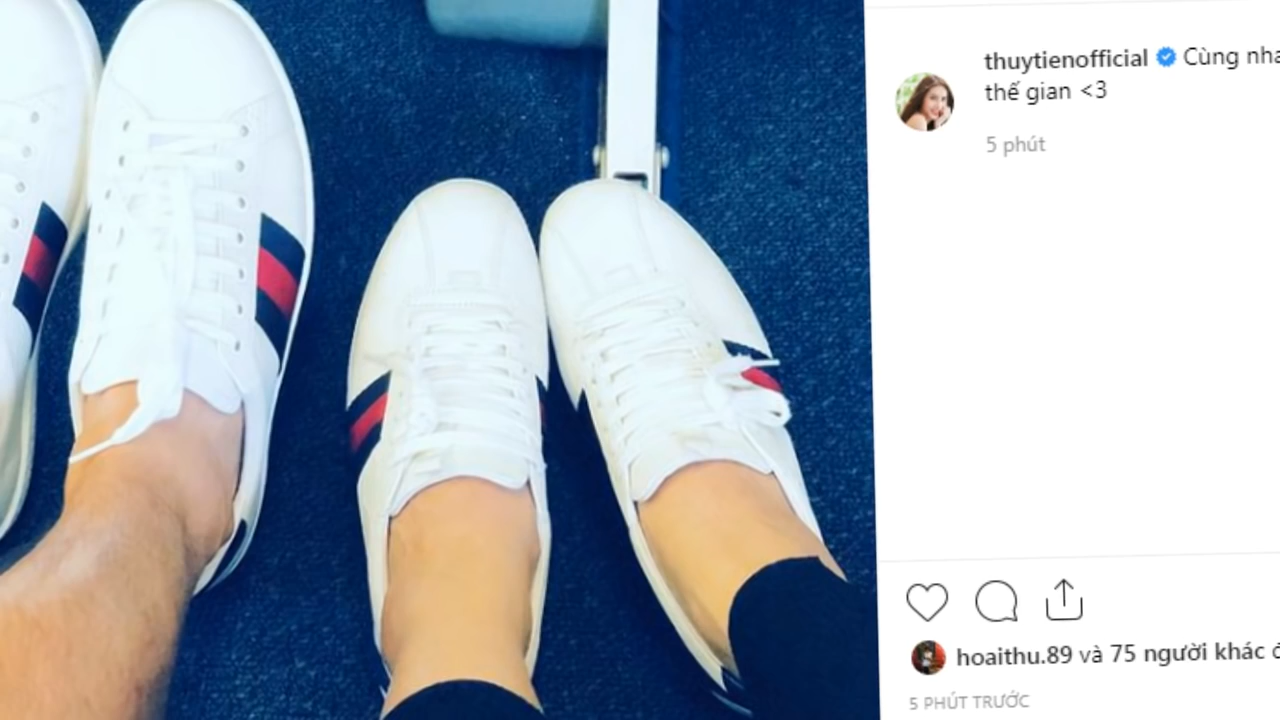 thuytienofficial Cùng nha
thế gian <3
5 phút
hoaithu.89 và 75 người khác đ
5 PHÚT TRƯỚC